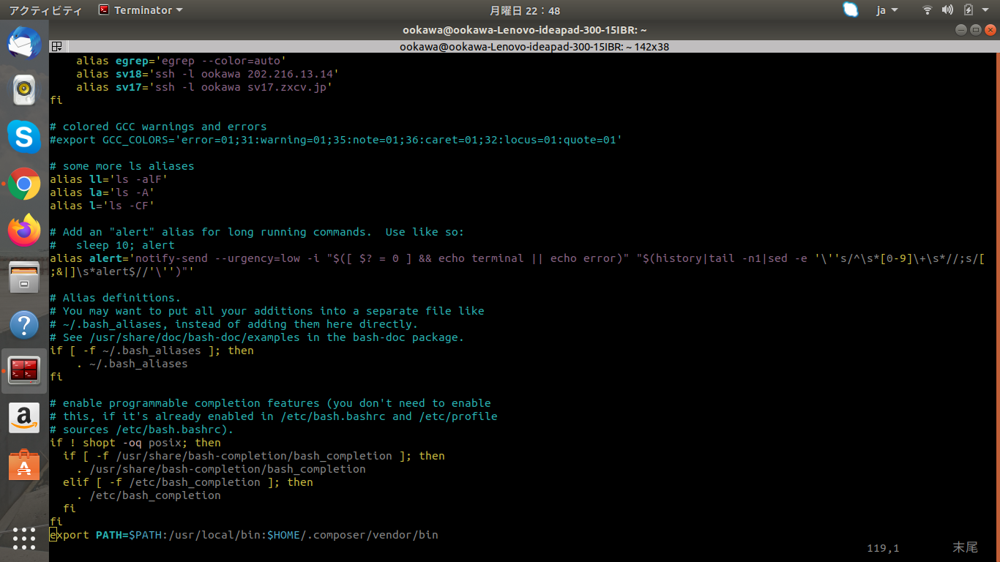 アクティビティ Terminator 月曜日 22：48 ja
ookawa@ookawa-Lenovo-ideapad-300-15IBR: ~
ookawa@ookawa-Lenovo-ideapad-300-15IBR: ~ 142x38
    alias egrep='egrep --color=auto'
    alias sv18='ssh -l ookawa 202.216.13.14'
    alias sv17='ssh -l ookawa sv17.zxcv.jp'
fi
# colored GCC warnings and errors
#export GCC_COLORS='error=01;31:warning=01;35:note=01;36:caret=01;32:locus=01:quote=01'
# some more ls aliases
alias ll='ls -alF'
alias la='ls -A'
alias l='ls -CF'
# Add an "alert" alias for long running commands.  Use like so:
#   sleep 10; alert
alias alert='notify-send --urgency=low -i "$([ $? = 0 ] && echo terminal || echo error)" "$(history|tail -n1|sed -e '\''s/^\s*[0-9]\+\s*//;s/[
;&|]\s*alert$//'\'')"'
# Alias definitions.
# You may want to put all your additions into a separate file like
# ~/.bash_aliases, instead of adding them here directly.
# See /usr/share/doc/bash-doc/examples in the bash-doc package.
if [ -f ~/.bash_aliases ]; then
    . ~/.bash_aliases
fi
# enable programmable completion features (you don't need to enable
# this, if it's already enabled in /etc/bash.bashrc and /etc/profile
# sources /etc/bash.bashrc).
if ! shopt -oq posix; then
  if [ -f /usr/share/bash-completion/bash_completion ]; then
    . /usr/share/bash-completion/bash_completion
  elif [ -f /etc/bash_completion ]; then
    . /etc/bash_completion
  fi
fi
export PATH=$PATH:/usr/local/bin:$HOME/.composer/vendor/bin
119,1 末尾